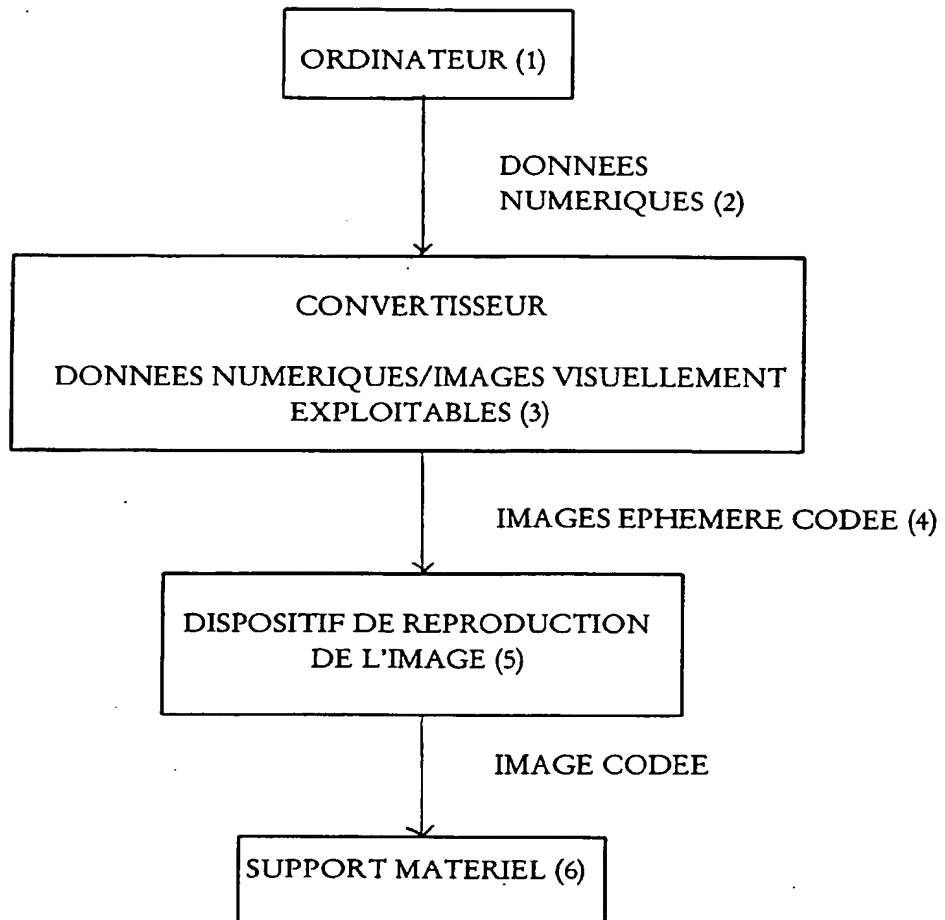 ORDINATEUR (1)
DONNEES
NUMERIQUES (2)
CONVERTISSEUR
DONNEES NUMERIQUES/IMAGES VISUELLEMENT
EXPLOITABLES (3)
IMAGES EPHEMERE CODEE (4)
DISPOSITIF DE REPRODUCTION
DE L'IMAGE (5)
IMAGE CODEE
SUPPORT MATERIEL (6)